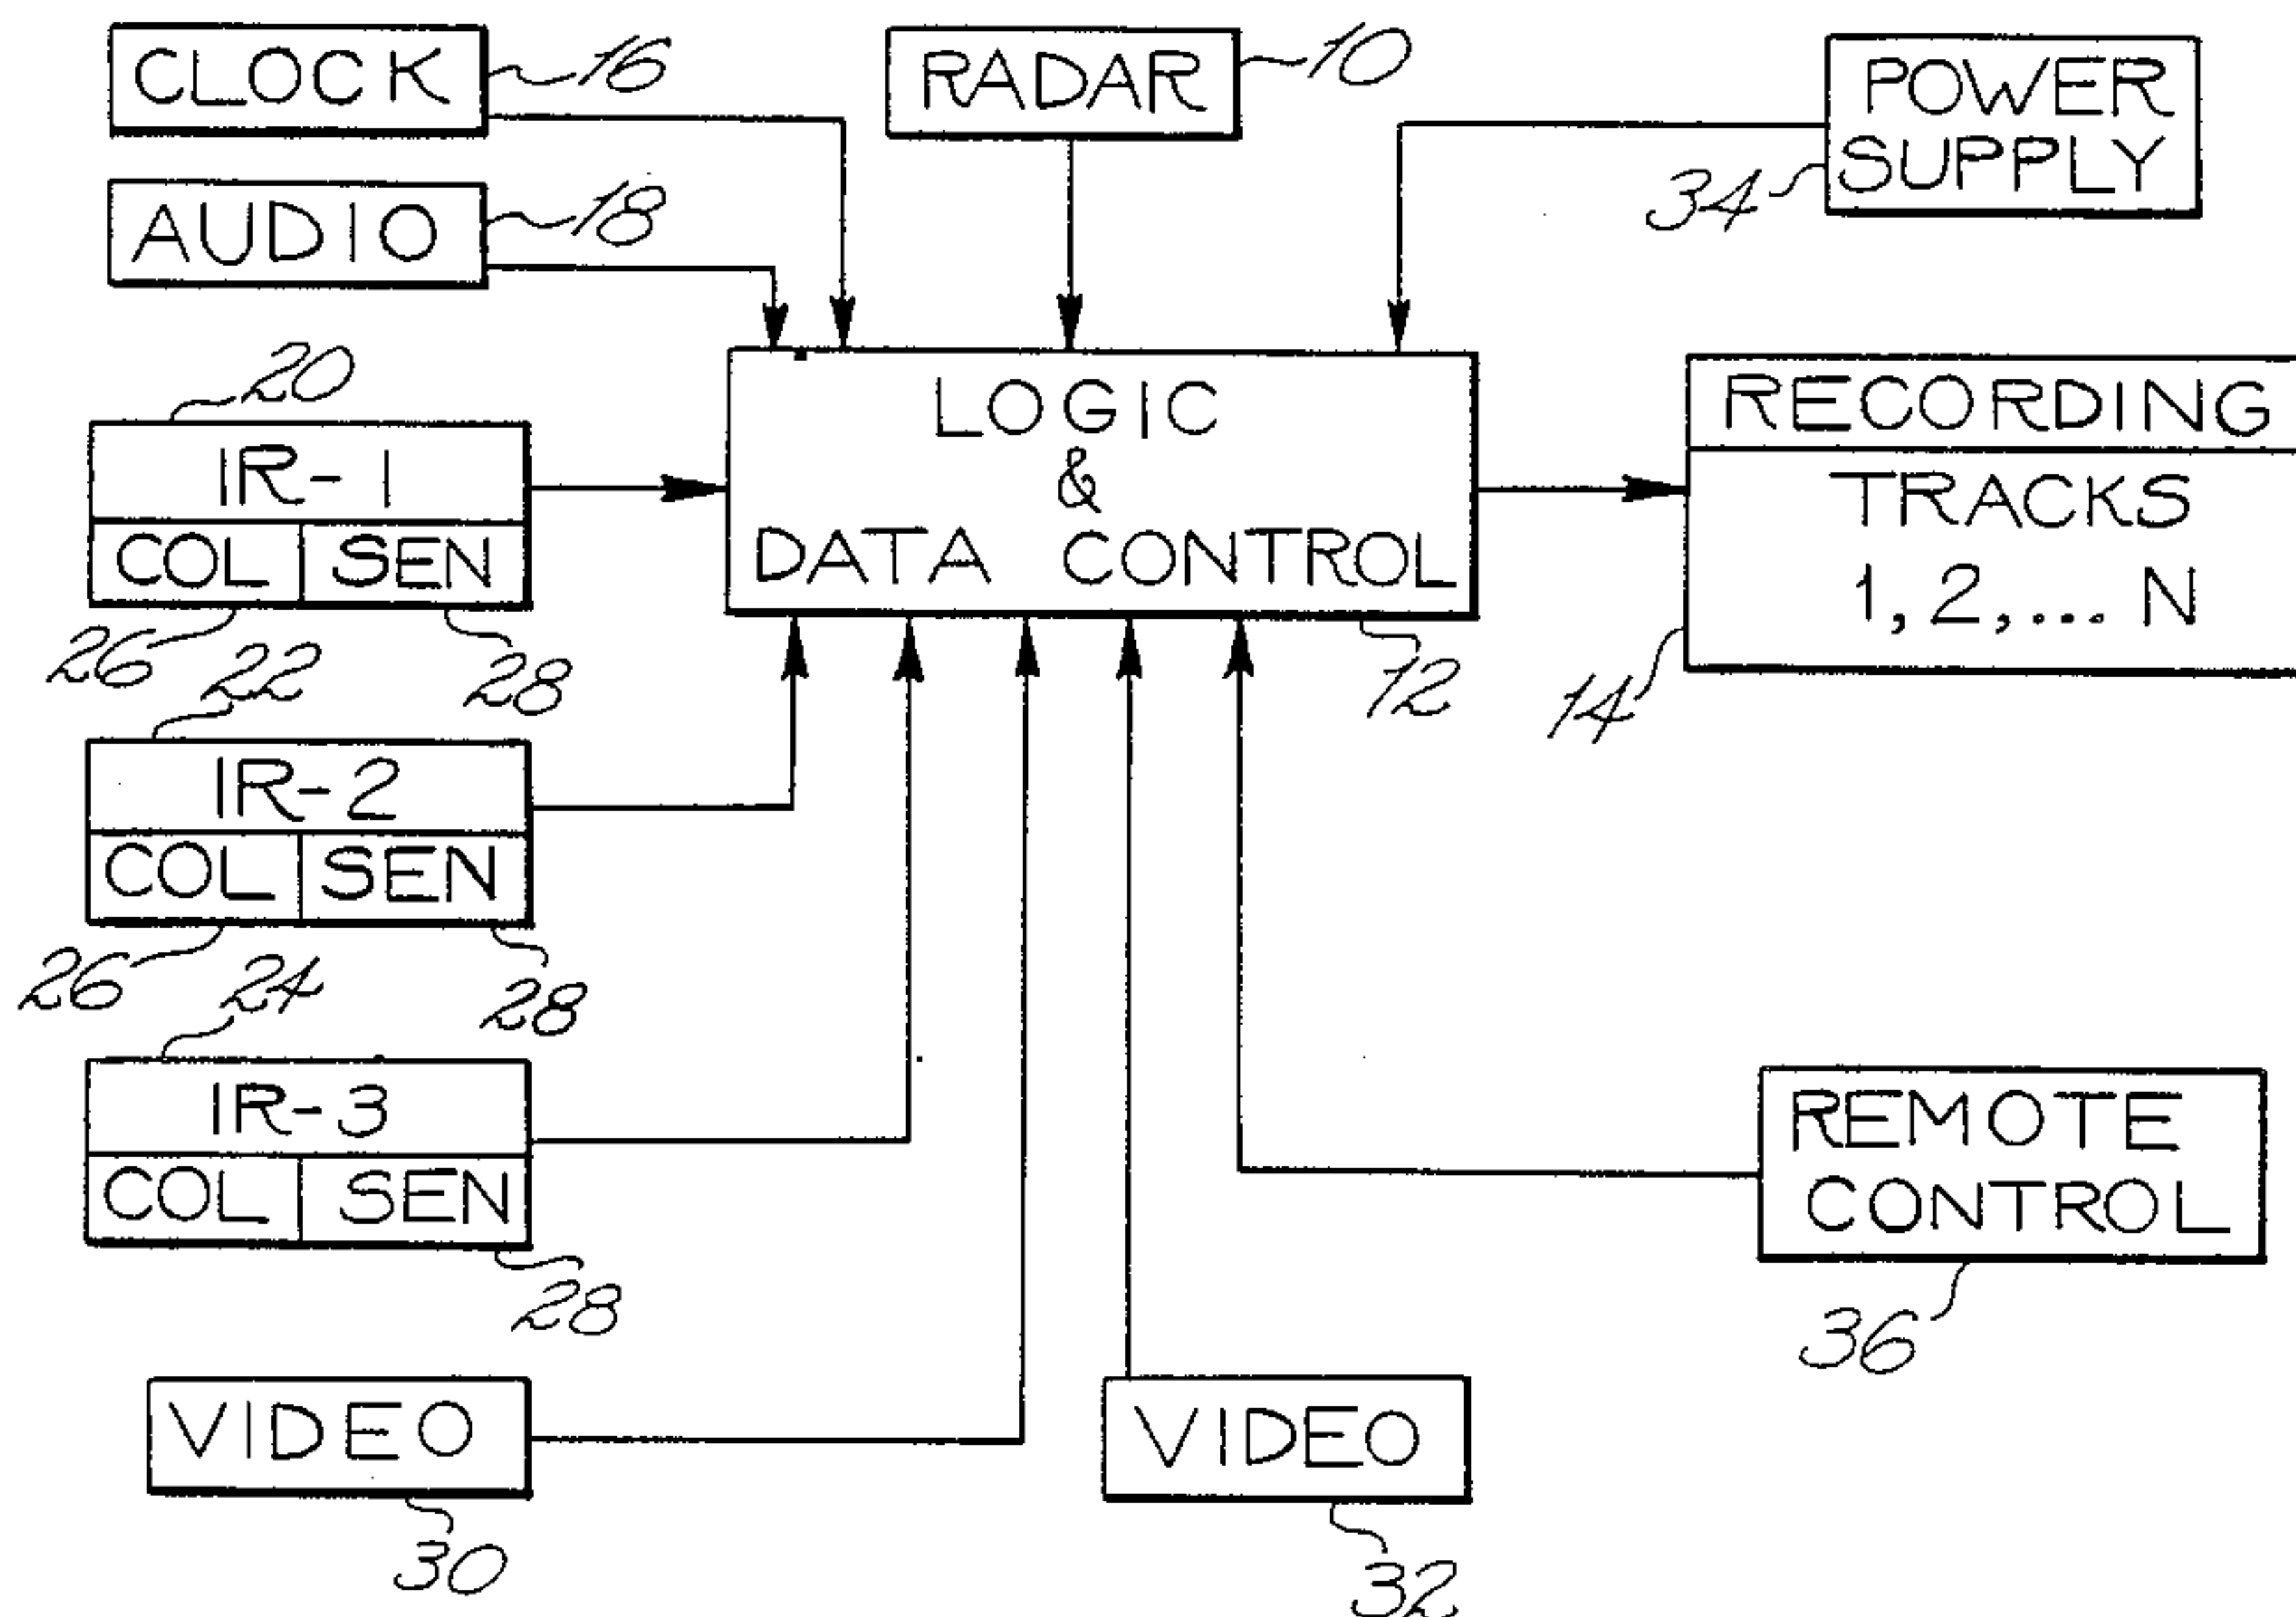 CLOCK
16
RADAR
10
POWER
SUPPLY
34
AUDIO
18
20
IR-1
COL SEN
26
28
LOGIC
&
DATA CONTROL
12
RECORDING
TRACKS
1, 2, ... N
14
22
IR-2
COL SEN
26
28
24
IR-3
COL SEN
28
REMOTE
CONTROL
36
VIDEO
30
VIDEO
32